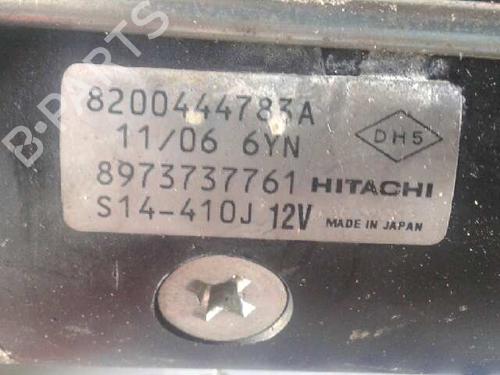 B-PARTS
8200444783A
11/06 6YN
DH5
8973737761 HITACHI
S14-410J 12V MADE IN JAPAN